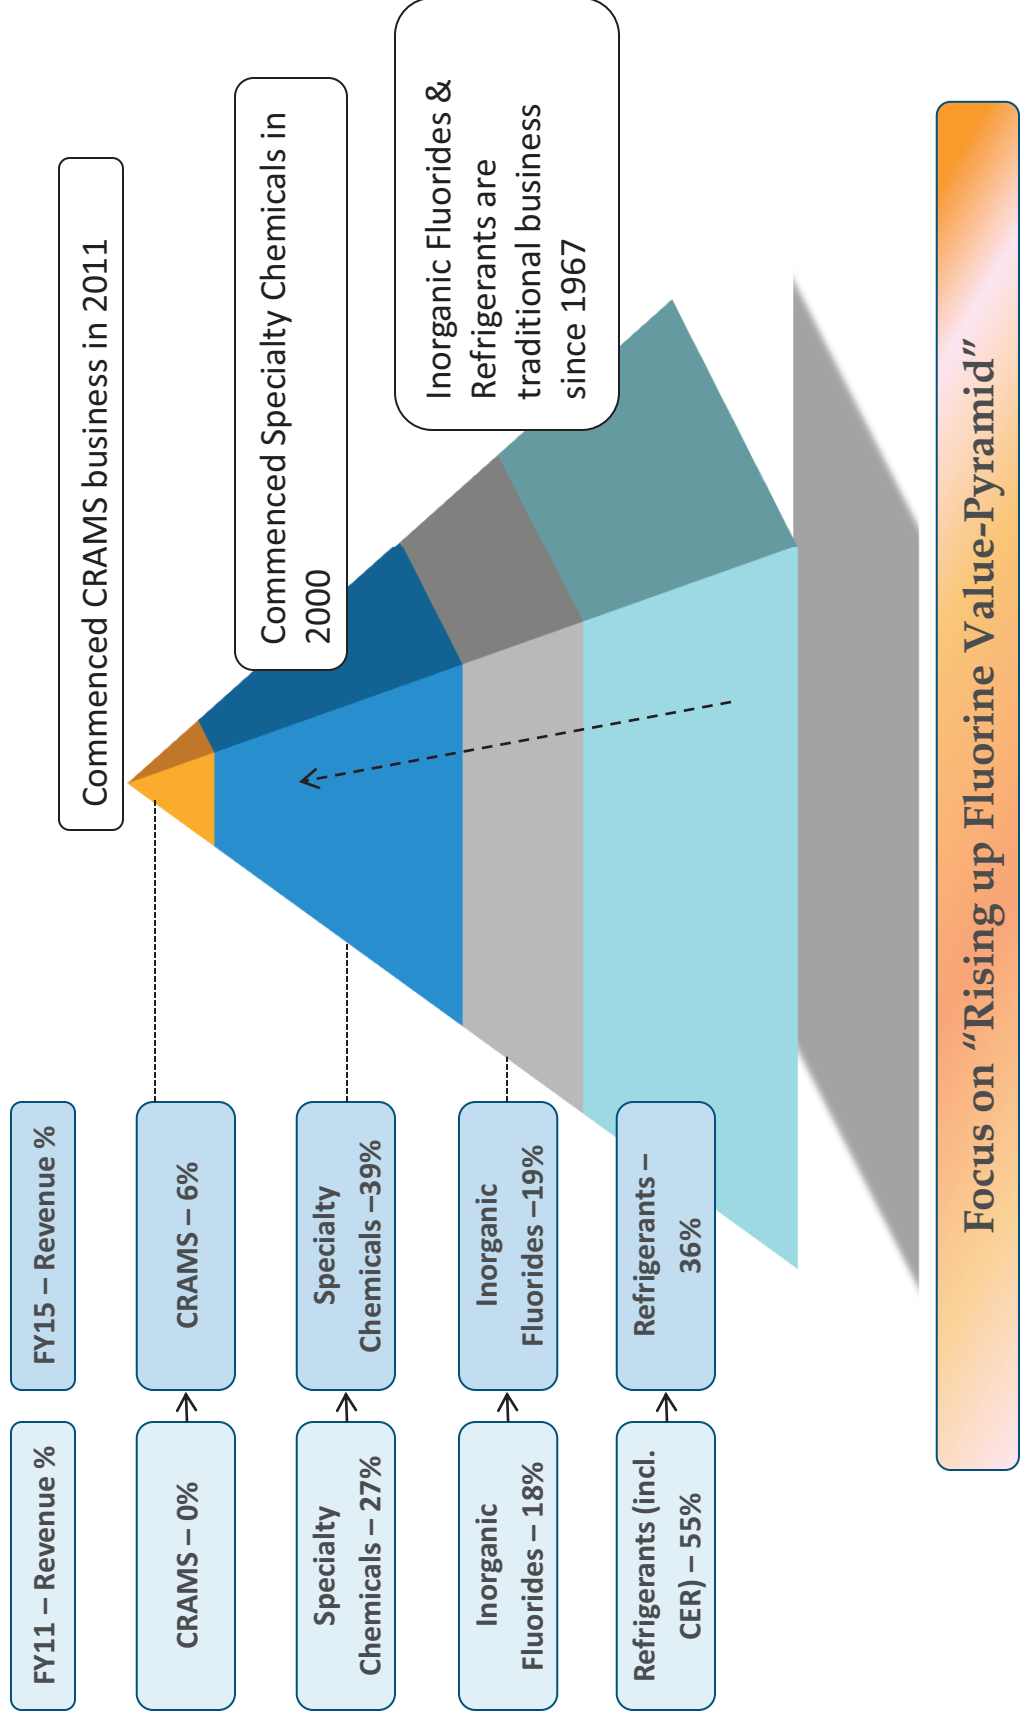 FY11 – Revenue %
FY15 – Revenue %
Commenced CRAMS business in 2011
CRAMS – 0%
CRAMS – 6%
Commenced Specialty Chemicals in
2000
Specialty
Chemicals – 27%
Specialty
Chemicals –39%
Inorganic Fluorides &
Refrigerants are
traditional business
since 1967
Inorganic
Fluorides – 18%
Inorganic
Fluorides –19%
Refrigerants (incl.
CER) – 55%
Refrigerants –
36%
Focus on “Rising up Fluorine Value-Pyramid”